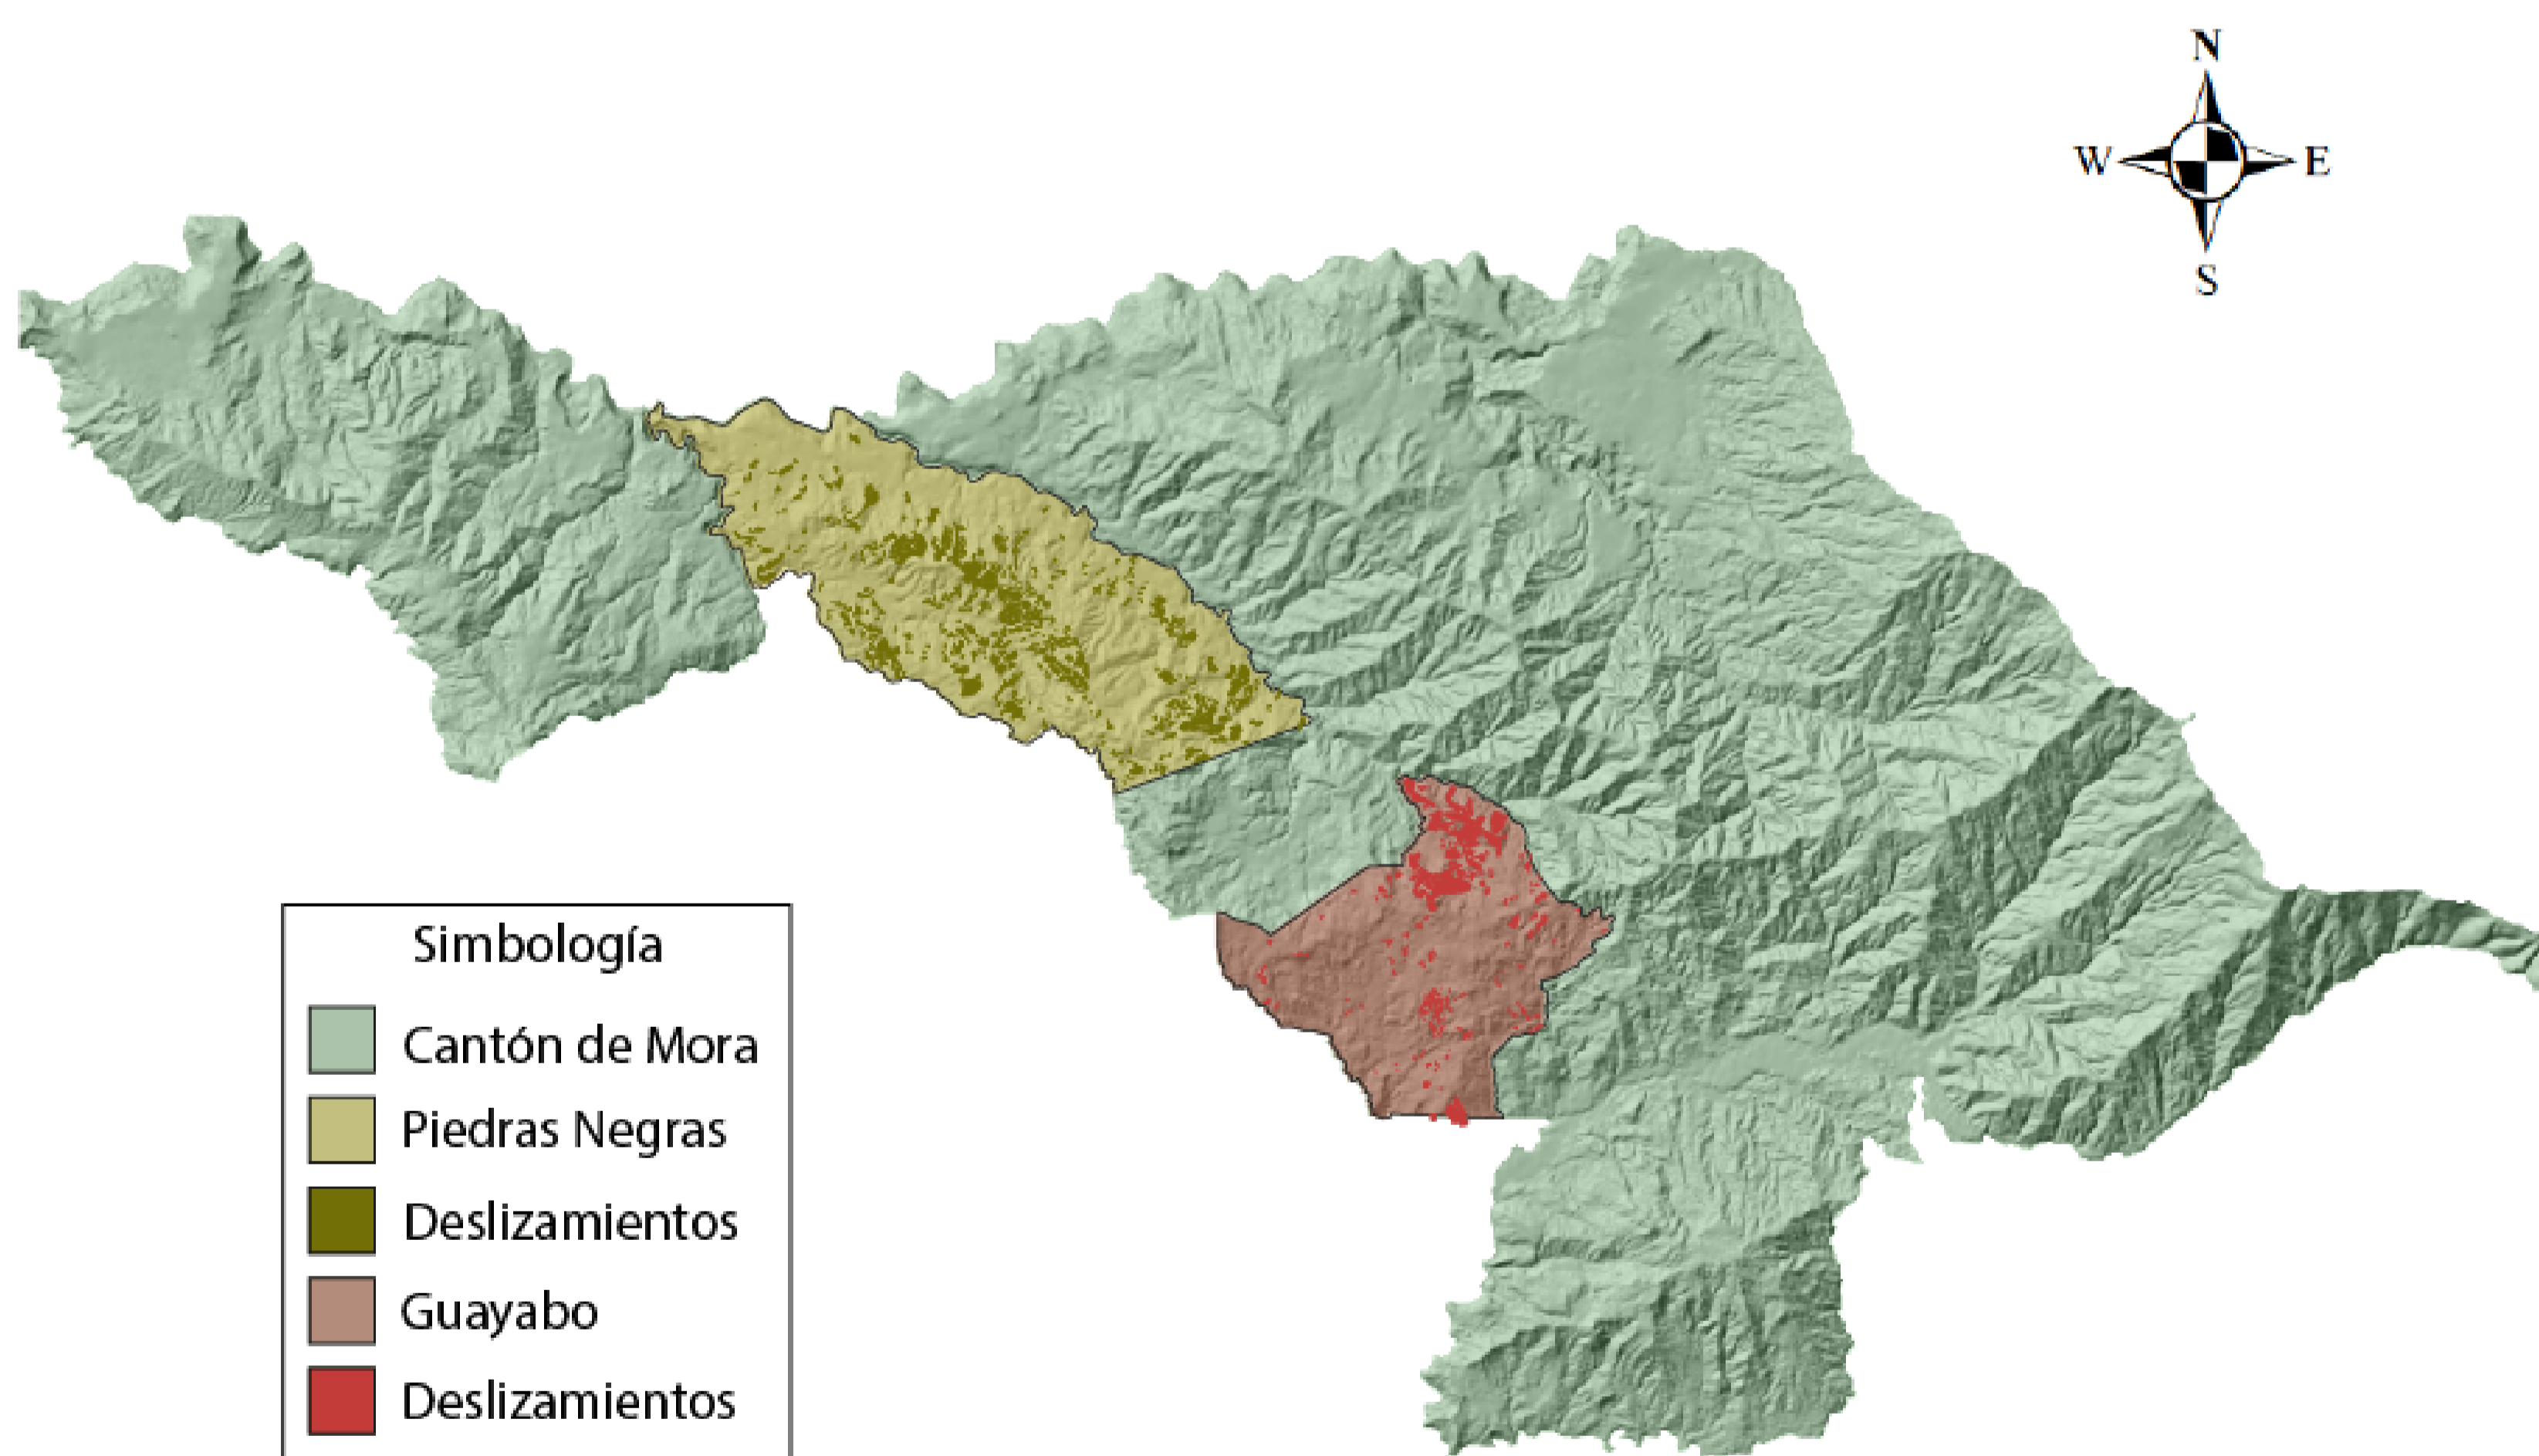 N
W E
S
Simbología
Cantón de Mora
Piedras Negras
Deslizamientos
Guayabo
Deslizamientos